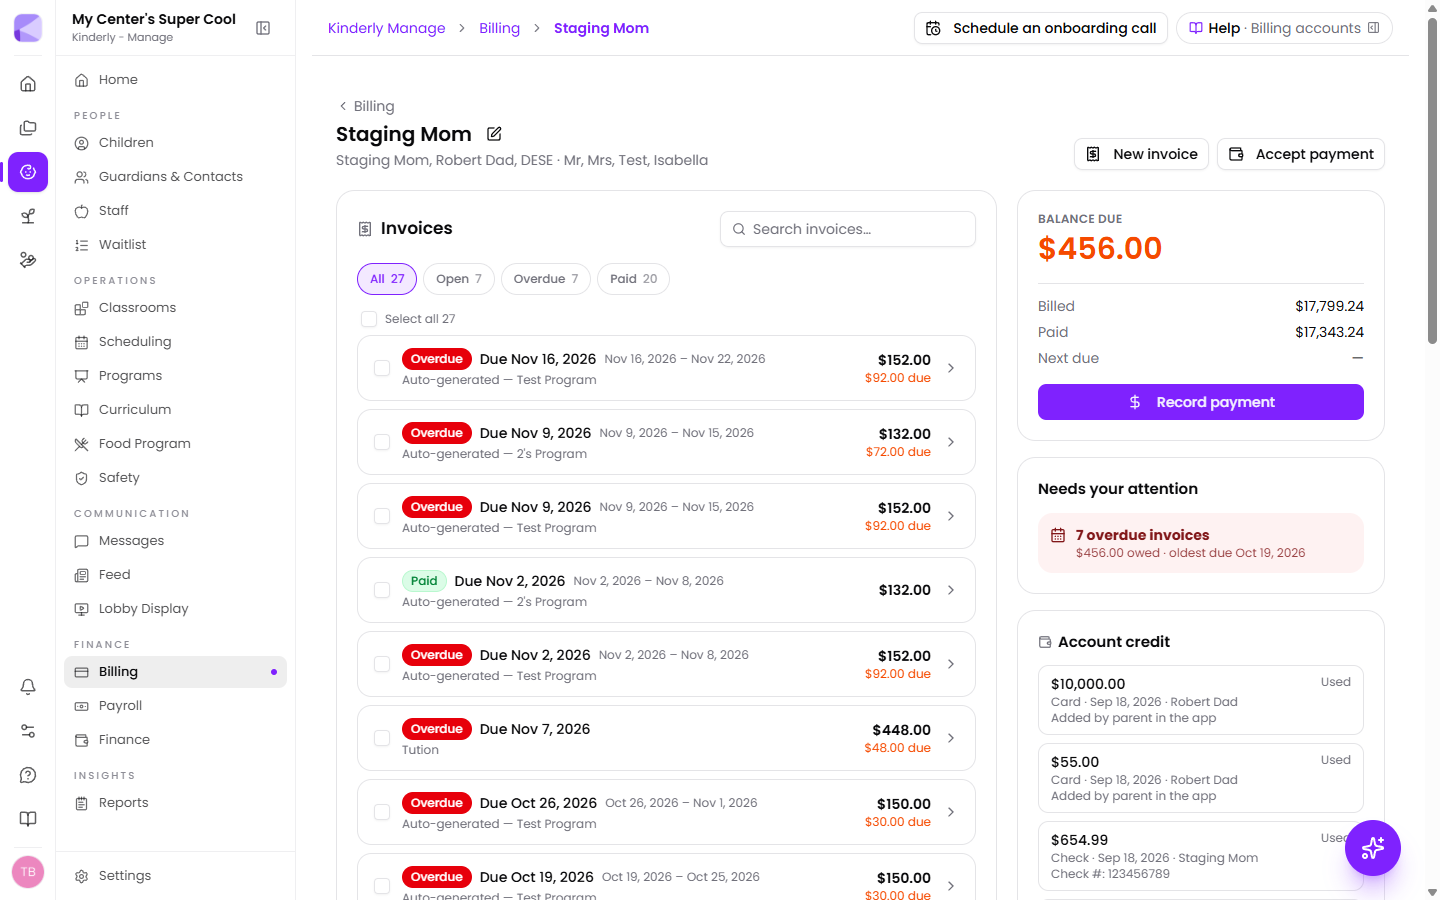 My Center's Super Cool
Kinderly - Manage
Home
PEOPLE
Children
Guardians & Contacts
Staff
Waitlist
OPERATIONS
Classrooms
Scheduling
Programs
Curriculum
Food Program
Safety
COMMUNICATION
Messages
Feed
Lobby Display
FINANCE
Billing
Payroll
Finance
INSIGHTS
Reports
Settings
TB
Kinderly Manage > Billing > Staging Mom
Schedule an onboarding call
Help · Billing accounts
Billing
Staging Mom
Staging Mom, Robert Dad, DESE · Mr, Mrs, Test, Isabella
New invoice
Accept payment
Invoices
Search invoices...
All 27
Open 7
Overdue 7
Paid 20
Select all 27
Overdue Due Nov 16, 2026 Nov 16, 2026 – Nov 22, 2026 $152.00
Auto-generated — Test Program $92.00 due
Overdue Due Nov 9, 2026 Nov 9, 2026 – Nov 15, 2026 $132.00
Auto-generated — 2's Program $72.00 due
Overdue Due Nov 9, 2026 Nov 9, 2026 – Nov 15, 2026 $152.00
Auto-generated — Test Program $92.00 due
Paid Due Nov 2, 2026 Nov 2, 2026 – Nov 8, 2026 $132.00
Auto-generated — 2's Program
Overdue Due Nov 2, 2026 Nov 2, 2026 – Nov 8, 2026 $152.00
Auto-generated — Test Program $92.00 due
Overdue Due Nov 7, 2026 $448.00
Tution $48.00 due
Overdue Due Oct 26, 2026 Oct 26, 2026 – Nov 1, 2026 $150.00
Auto-generated — Test Program $30.00 due
Overdue Due Oct 19, 2026 Oct 19, 2026 – Oct 25, 2026 $150.00
Auto-generated — Test Program $30.00 due
BALANCE DUE
$456.00
Billed $17,799.24
Paid $17,343.24
Next due —
Record payment
Needs your attention
7 overdue invoices
$456.00 owed · oldest due Oct 19, 2026
Account credit
$10,000.00 Used
Card · Sep 18, 2026 · Robert Dad
Added by parent in the app
$55.00 Used
Card · Sep 18, 2026 · Robert Dad
Added by parent in the app
$654.99 Used
Check · Sep 18, 2026 · Staging Mom
Check #: 123456789